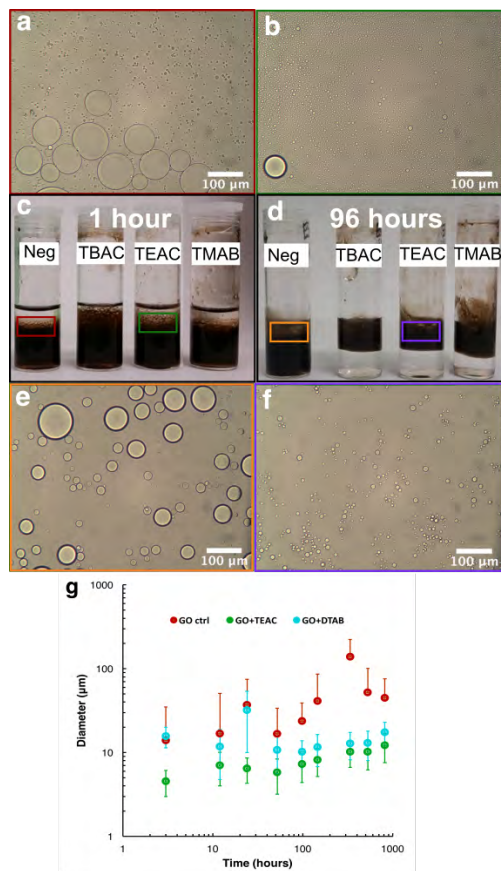 a
b
100 µm
100 µm
c
1 hour
d
96 hours
Neg
TBAC
TEAC
TMAB
Neg
TBAC
TEAC
TMAB
e
f
100 µm
100 µm
g
1000
GO ctrl
GO+TEAC
GO+DTAB
100
10
1
Diameter (µm)
1
10
100
1000
Time (hours)